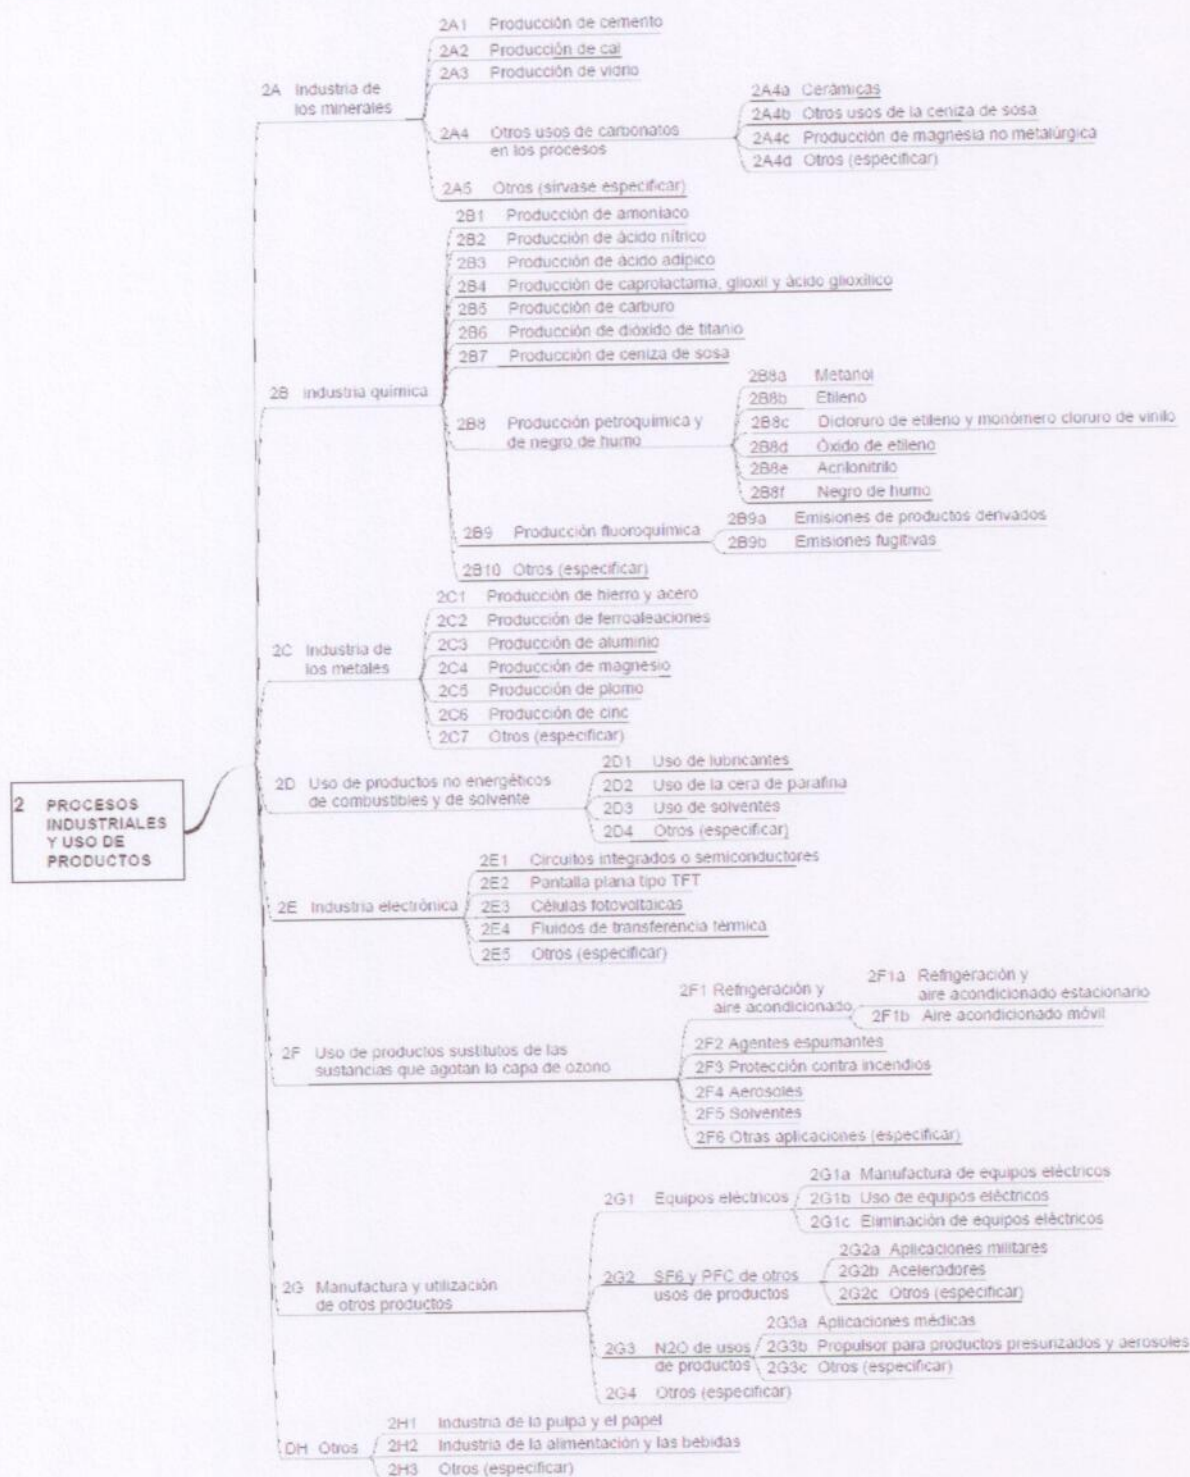 2 PROCESOS
INDUSTRIALES
Y USO DE
PRODUCTOS
2A Industria de
los minerales
2A1 Producción de cemento
2A2 Producción de cal
2A3 Producción de vidrio
2A4 Otros usos de carbonatos
en los procesos
2A4a Cerámicas
2A4b Otros usos de la ceniza de sosa
2A4c Producción de magnesia no metalúrgica
2A4d Otros (especificar)
2A5 Otros (sírvase especificar)
2B Industria química
2B1 Producción de amoníaco
2B2 Producción de ácido nítrico
2B3 Producción de ácido adípico
2B4 Producción de caprolactama, glioxil y ácido glioxílico
2B5 Producción de carburo
2B6 Producción de dióxido de titanio
2B7 Producción de ceniza de sosa
2B8 Producción petroquímica y
de negro de humo
2B8a Metanol
2B8b Etileno
2B8c Dicloruro de etileno y monómero cloruro de vinilo
2B8d Óxido de etileno
2B8e Acrilonitrilo
2B8f Negro de humo
2B9 Producción fluoroquímica
2B9a Emisiones de productos derivados
2B9b Emisiones fugitivas
2B10 Otros (especificar)
2C Industria de
los metales
2C1 Producción de hierro y acero
2C2 Producción de ferroaleaciones
2C3 Producción de aluminio
2C4 Producción de magnesio
2C5 Producción de plomo
2C6 Producción de cinc
2C7 Otros (especificar)
2D Uso de productos no energéticos
de combustibles y de solvente
2D1 Uso de lubricantes
2D2 Uso de la cera de parafina
2D3 Uso de solventes
2D4 Otros (especificar)
2E Industria electrónica
2E1 Circuitos integrados o semiconductores
2E2 Pantalla plana tipo TFT
2E3 Células fotovoltaicas
2E4 Fluidos de transferencia térmica
2E5 Otros (especificar)
2F Uso de productos sustitutos de las
sustancias que agotan la capa de ozono
2F1 Refrigeración y
aire acondicionado
2F1a Refrigeración y
aire acondicionado estacionario
2F1b Aire acondicionado móvil
2F2 Agentes espumantes
2F3 Protección contra incendios
2F4 Aerosoles
2F5 Solventes
2F6 Otras aplicaciones (especificar)
2G Manufactura y utilización
de otros productos
2G1 Equipos eléctricos
2G1a Manufactura de equipos eléctricos
2G1b Uso de equipos eléctricos
2G1c Eliminación de equipos eléctricos
2G2 SF6 y PFC de otros
usos de productos
2G2a Aplicaciones militares
2G2b Aceleradores
2G2c Otros (especificar)
2G3 N2O de usos
de productos
2G3a Aplicaciones médicas
2G3b Propulsor para productos presurizados y aerosoles
2G3c Otros (especificar)
2G4 Otros (especificar)
DH Otros
2H1 Industria de la pulpa y el papel
2H2 Industria de la alimentación y las bebidas
2H3 Otros (especificar)